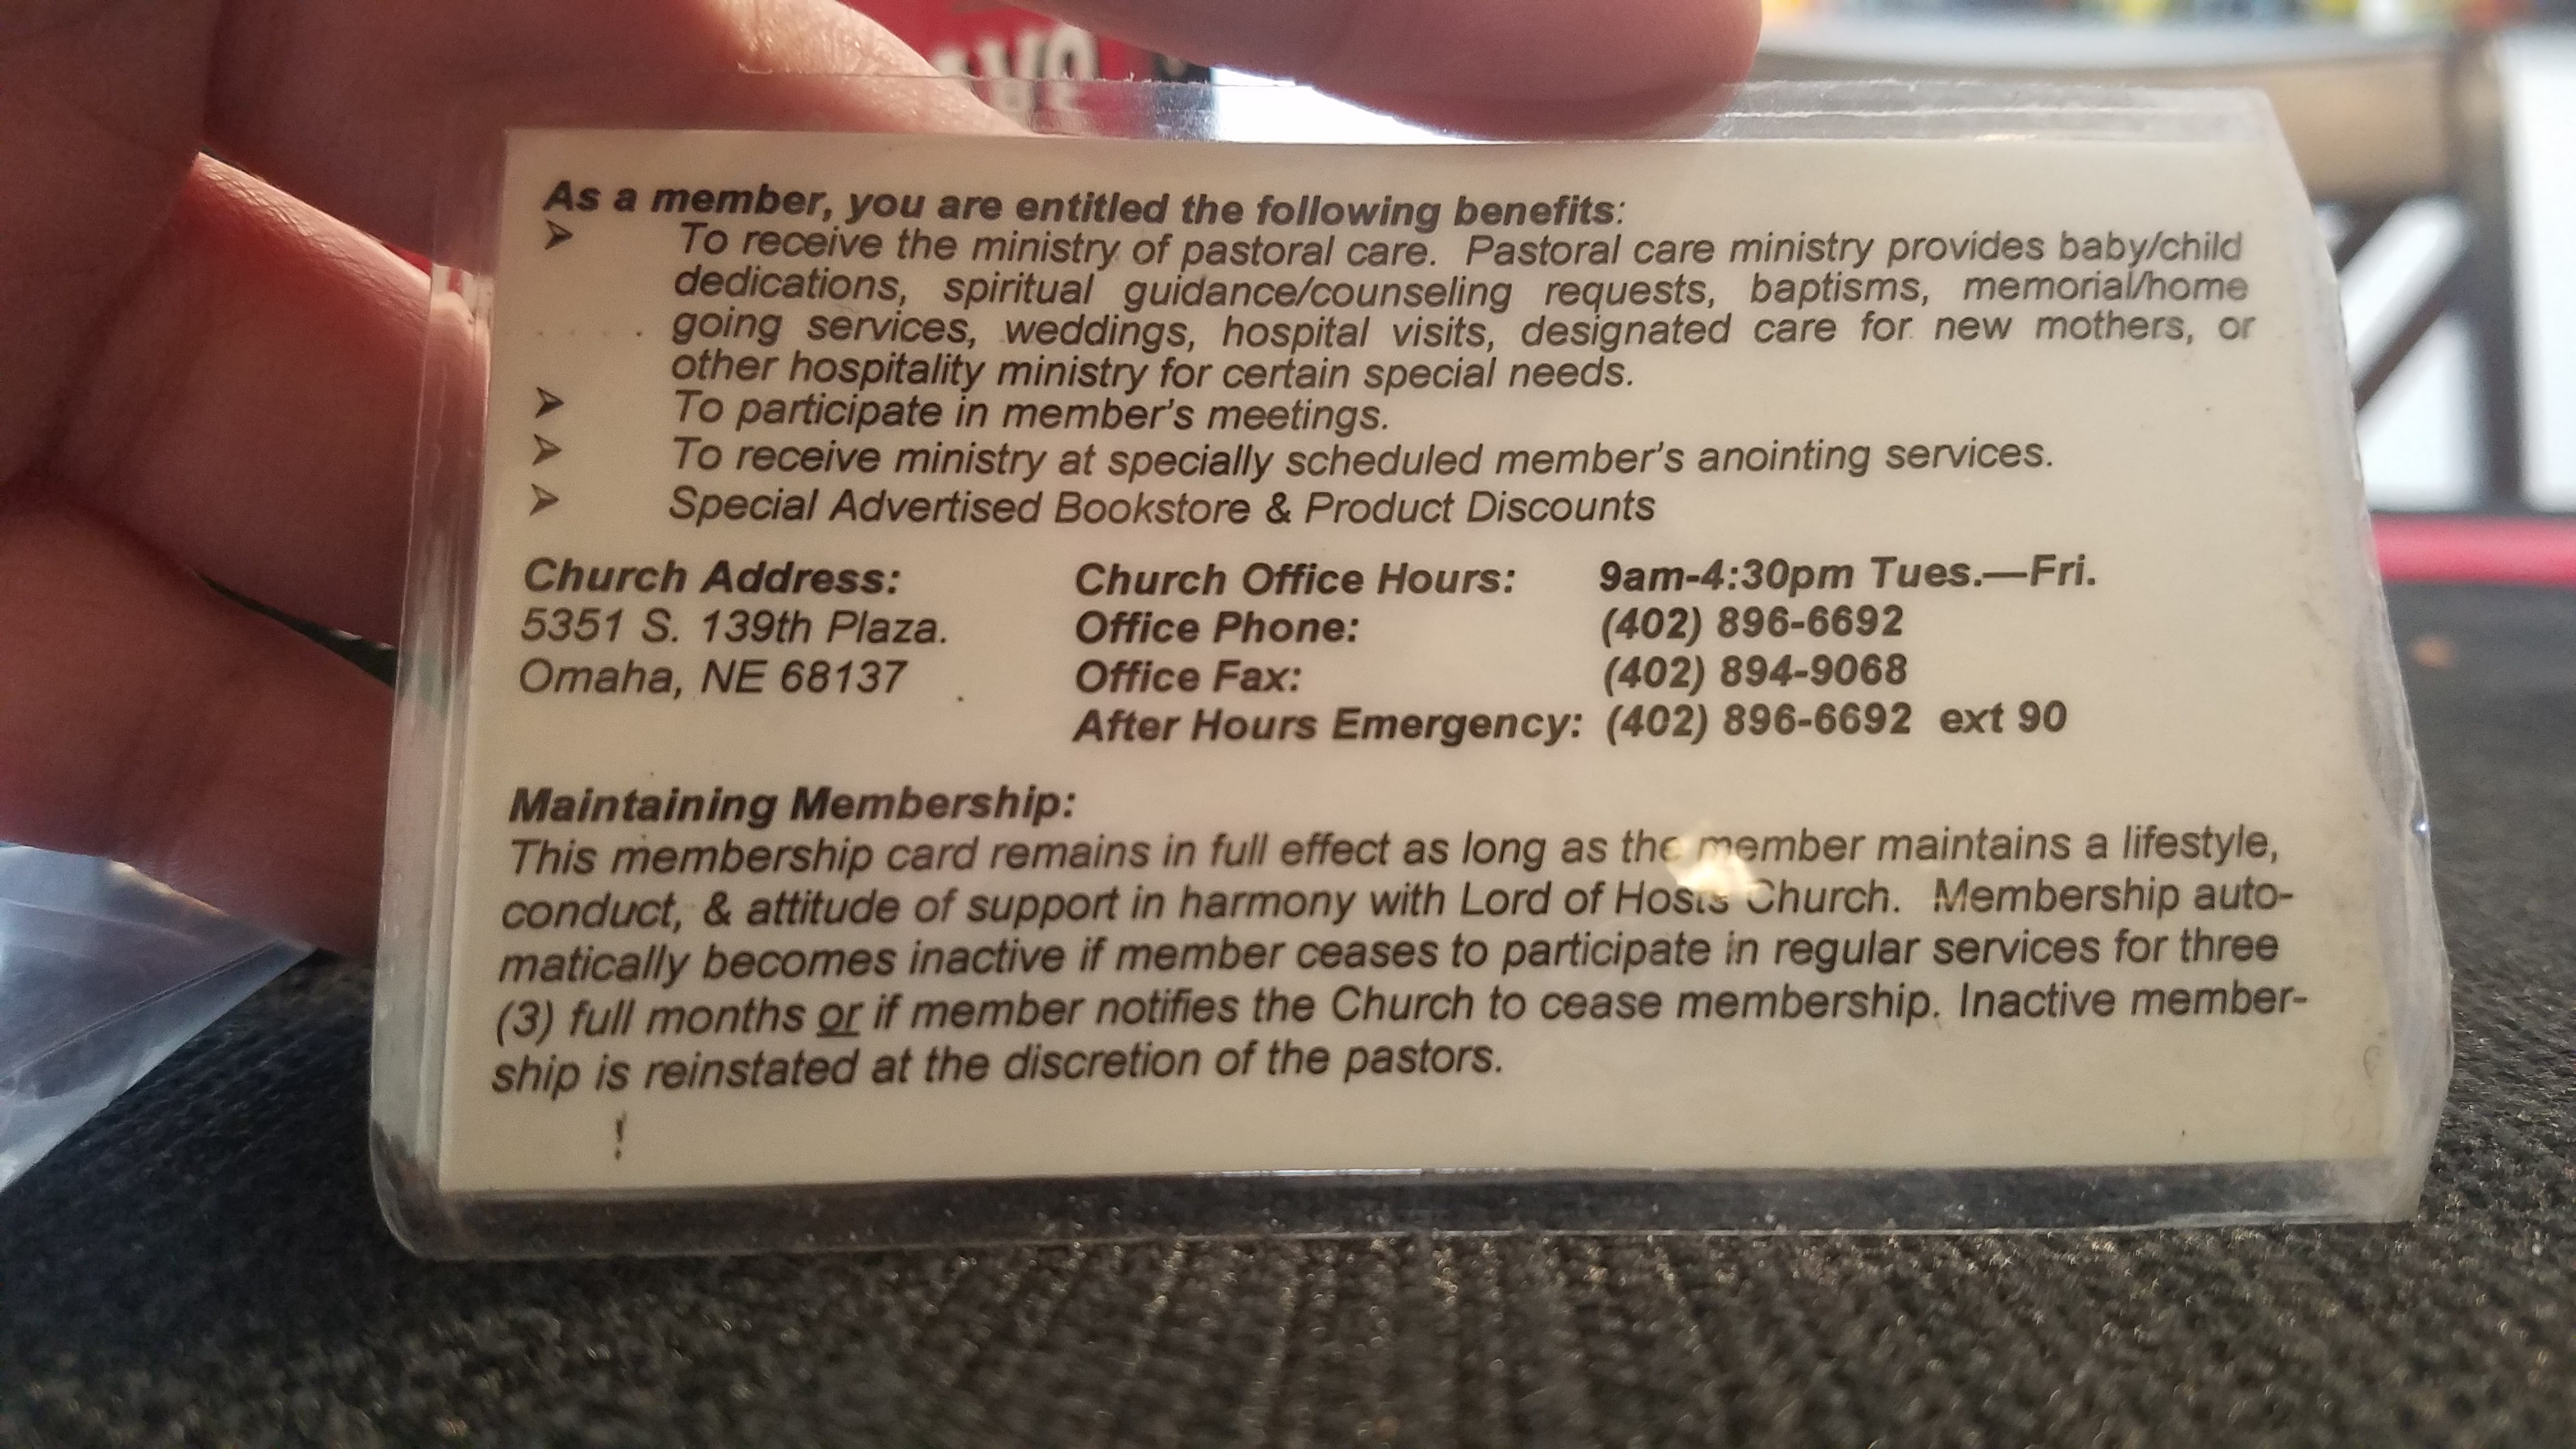 As a member, you are entitled the following benefits:
➢ To receive the ministry of pastoral care. Pastoral care ministry provides baby/child
dedications, spiritual guidance/counseling requests, baptisms, memorial/home
going services, weddings, hospital visits, designated care for new mothers, or
other hospitality ministry for certain special needs.
➢ To participate in member's meetings.
➢ To receive ministry at specially scheduled member's anointing services.
➢ Special Advertised Bookstore & Product Discounts
Church Address:
5351 S. 139th Plaza.
Omaha, NE 68137
Church Office Hours: 9am-4:30pm Tues.—Fri.
Office Phone: (402) 896-6692
Office Fax: (402) 894-9068
After Hours Emergency: (402) 896-6692 ext 90
Maintaining Membership:
This membership card remains in full effect as long as the member maintains a lifestyle,
conduct, & attitude of support in harmony with Lord of Hosts Church. Membership auto-
matically becomes inactive if member ceases to participate in regular services for three
(3) full months or if member notifies the Church to cease membership. Inactive member-
ship is reinstated at the discretion of the pastors.